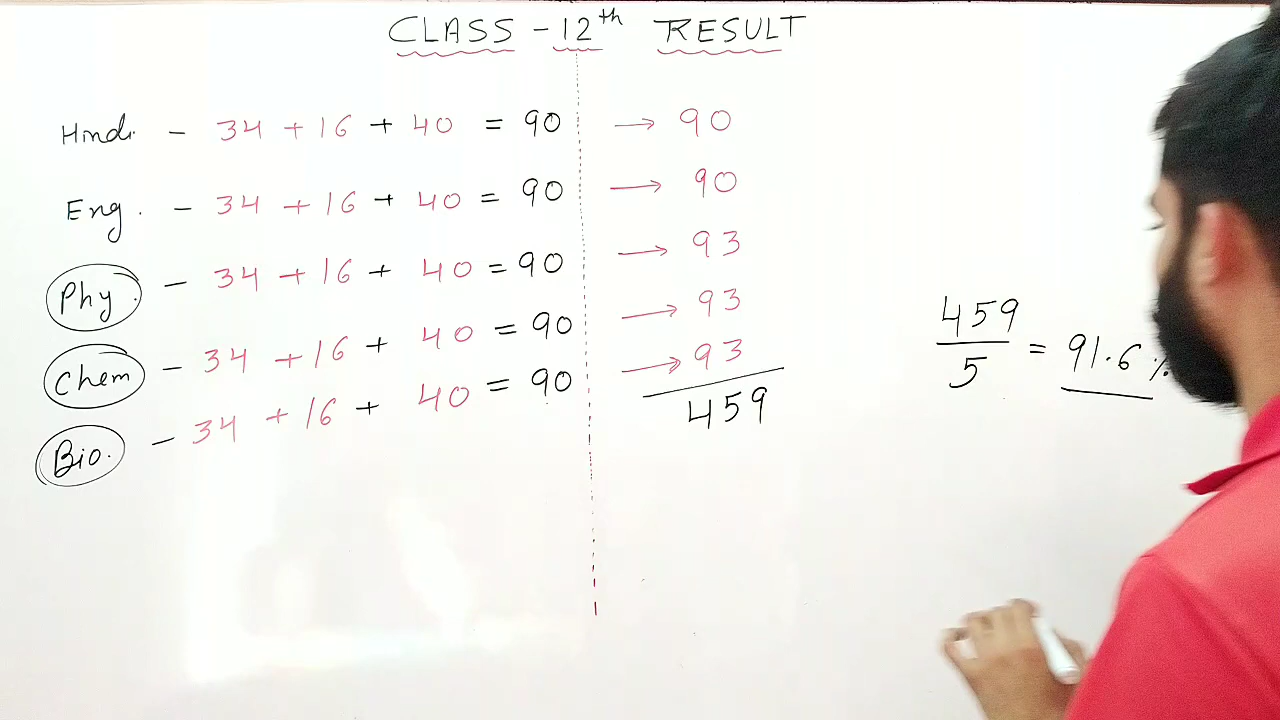 CLASS - 12th RESULT
Hindi - 34 + 16 + 40 = 90 → 90
Eng. - 34 + 16 + 40 = 90 → 90
Phy. - 34 + 16 + 40 = 90 → 93
Chem - 34 + 16 + 40 = 90 → 93
Bio. - 34 + 16 + 40 = 90 → 93
459
459/5 = 91.6%